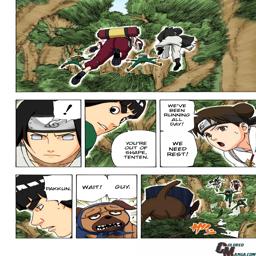 !
YOU'RE
OUT OF
SHAPE,
TENTEN.
WE'VE
BEEN
RUNNING
ALL
DAY!
WE
NEED
REST!
PAKKUN.
WAIT!
GUY.
COLORED
MANGA.COM